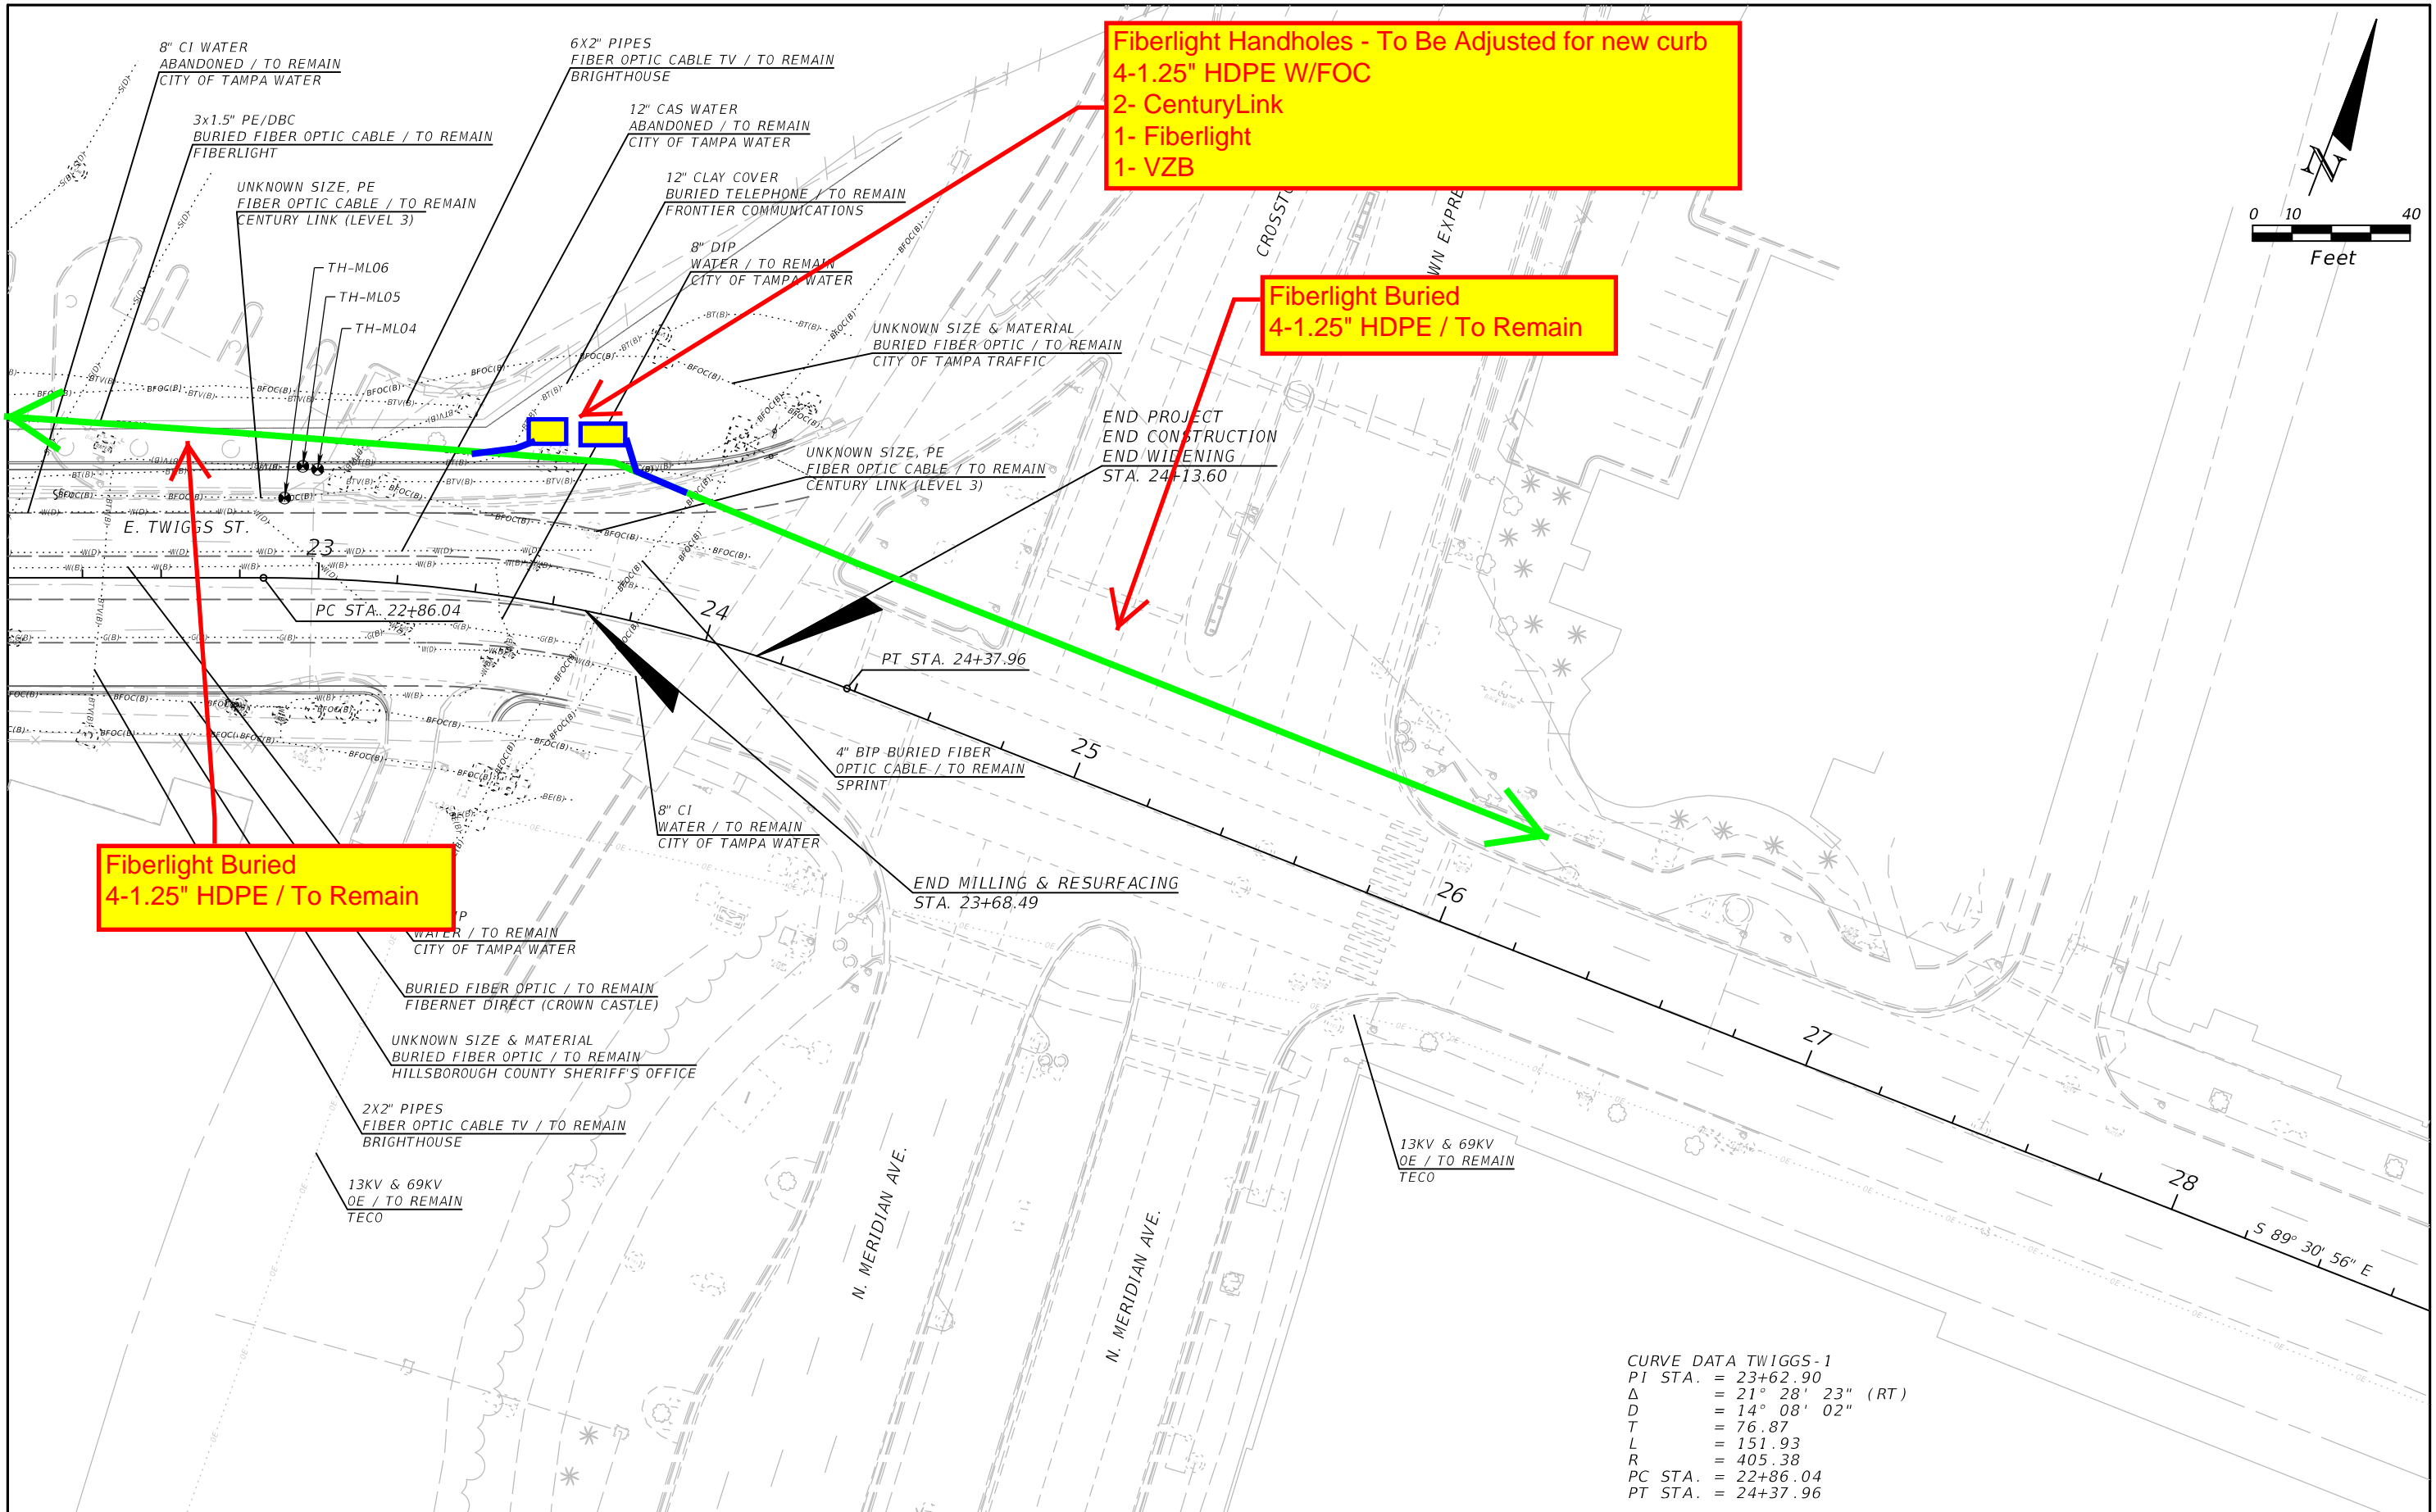 8" CI WATER
ABANDONED / TO REMAIN
CITY OF TAMPA WATER
3x1.5" PE/DBC
BURIED FIBER OPTIC CABLE / TO REMAIN
FIBERLIGHT
UNKNOWN SIZE, PE
FIBER OPTIC CABLE / TO REMAIN
CENTURY LINK (LEVEL 3)
TH-ML06
TH-ML05
TH-ML04
6X2" PIPES
FIBER OPTIC CABLE TV / TO REMAIN
BRIGHTHOUSE
12" CAS WATER
ABANDONED / TO REMAIN
CITY OF TAMPA WATER
12" CLAY COVER
BURIED TELEPHONE / TO REMAIN
FRONTIER COMMUNICATIONS
8" DIP
WATER / TO REMAIN
CITY OF TAMPA WATER
Fiberlight Handholes - To Be Adjusted for new curb
4-1.25" HDPE W/FOC
2- CenturyLink
1- Fiberlight
1- VZB
N
0 10 40
Feet
CROSSTO
WN EXPRE
Fiberlight Buried
4-1.25" HDPE / To Remain
UNKNOWN SIZE & MATERIAL
BURIED FIBER OPTIC / TO REMAIN
CITY OF TAMPA TRAFFIC
END PROJECT
END CONSTRUCTION
END WIDENING
STA. 24+13.60
UNKNOWN SIZE, PE
FIBER OPTIC CABLE / TO REMAIN
CENTURY LINK (LEVEL 3)
E. TWIGGS ST.
23
PC STA. 22+86.04
24
PT STA. 24+37.96
25
4" BIP BURIED FIBER
OPTIC CABLE / TO REMAIN
SPRINT
8" CI
WATER / TO REMAIN
CITY OF TAMPA WATER
END MILLING & RESURFACING
STA. 23+68.49
26
Fiberlight Buried
4-1.25" HDPE / To Remain
IP
WATER / TO REMAIN
CITY OF TAMPA WATER
BURIED FIBER OPTIC / TO REMAIN
FIBERNET DIRECT (CROWN CASTLE)
UNKNOWN SIZE & MATERIAL
BURIED FIBER OPTIC / TO REMAIN
HILLSBOROUGH COUNTY SHERIFF'S OFFICE
2X2" PIPES
FIBER OPTIC CABLE TV / TO REMAIN
BRIGHTHOUSE
13KV & 69KV
OE / TO REMAIN
TECO
N. MERIDIAN AVE.
N. MERIDIAN AVE.
13KV & 69KV
OE / TO REMAIN
TECO
27
28
S 89° 30' 56" E
CURVE DATA TWIGGS-1
PI STA. = 23+62.90
Δ = 21° 28' 23" (RT)
D = 14° 08' 02"
T = 76.87
L = 151.93
R = 405.38
PC STA. = 22+86.04
PT STA. = 24+37.96